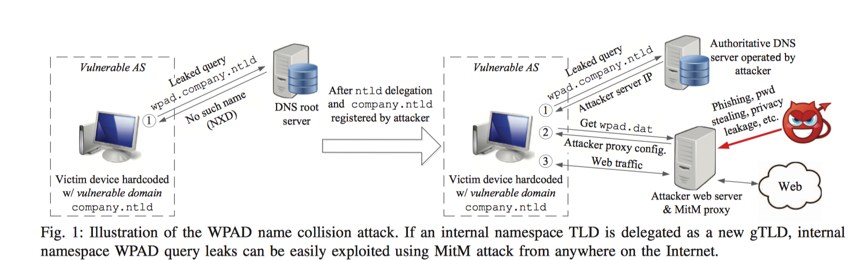 Vulnerable AS
Leaked query
wpad.company.ntld
1
No such name
(NXD)
DNS root
server
Victim device hardcoded
w/ vulnerable domain
company.ntld
After ntld delegation
and company.ntld
registered by attacker
Vulnerable AS
Leaked query
wpad.company.ntld
1
Attacker server IP
Authoritative DNS
server operated by
attacker
2
Get wpad.dat
Attacker proxy config.
3
Web traffic
Phishing, pwd
stealing, privacy
leakage, etc.
Victim device hardcoded
w/ vulnerable domain
company.ntld
Attacker web server
& MitM proxy
Web
Fig. 1: Illustration of the WPAD name collision attack. If an internal namespace TLD is delegated as a new gTLD, internal
namespace WPAD query leaks can be easily exploited using MitM attack from anywhere on the Internet.